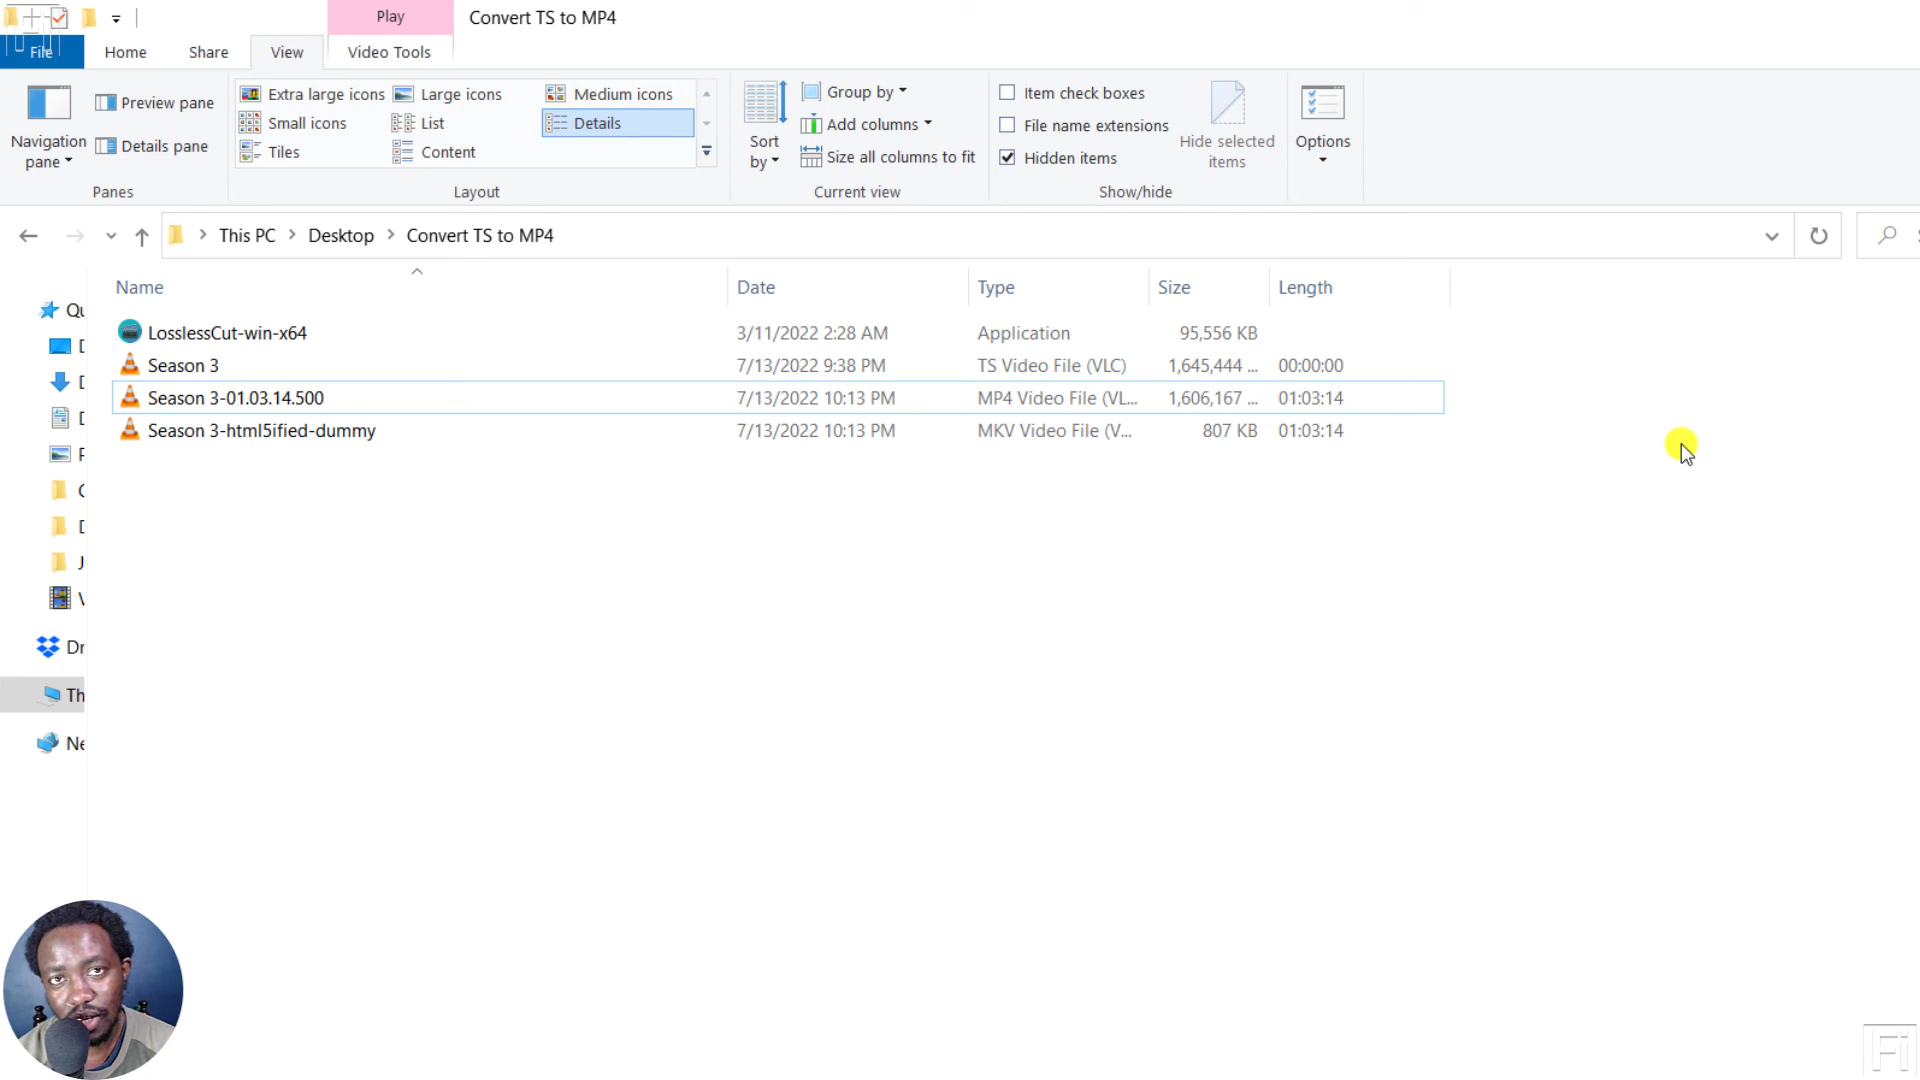 Play
Convert TS to MP4
File
Home
Share
View
Video Tools
Navigation pane
Preview pane
Details pane
Panes
Extra large icons
Large icons
Medium icons
Small icons
List
Details
Tiles
Content
Layout
Sort by
Group by
Add columns
Size all columns to fit
Current view
Item check boxes
File name extensions
Hidden items
Hide selected items
Show/hide
Options
This PC
Desktop
Convert TS to MP4
Name
Date
Type
Size
Length
LosslessCut-win-x64
3/11/2022 2:28 AM
Application
95,556 KB
Season 3
7/13/2022 9:38 PM
TS Video File (VLC)
1,645,444 ...
00:00:00
Season 3-01.03.14.500
7/13/2022 10:13 PM
MP4 Video File (VL...
1,606,167 ...
01:03:14
Season 3-html5ified-dummy
7/13/2022 10:13 PM
MKV Video File (V...
807 KB
01:03:14
Qu
Dr
Th
Ne
Fi